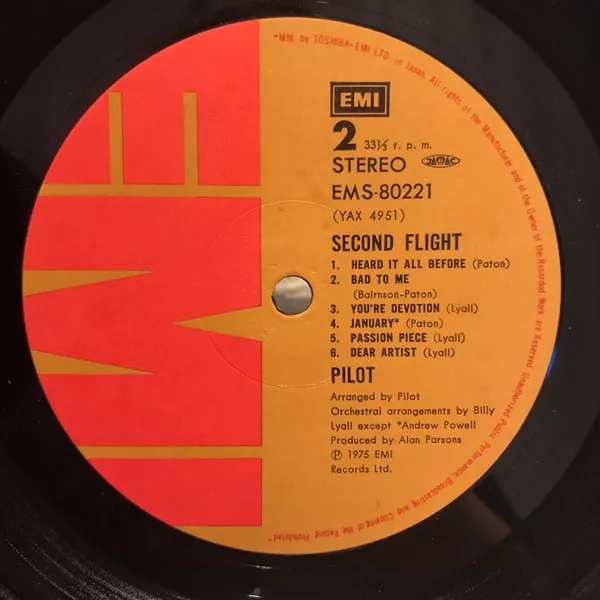 "Mfd by TOSHIBA-EMI LTD. in Japan. All rights of the Manufacturer and of the Owner of the Recorded Work are Reserved. Unauthorized Public Performance, Broadcasting and Copying of the Record Prohibited"
EMI
EMI
2 33⅓ r. p. m.
STEREO JASRAC
EMS-80221
(YAX 4951)
SECOND FLIGHT
1. HEARD IT ALL BEFORE (Paton)
2. BAD TO ME
(Bairnson-Paton)
3. YOU'RE DEVOTION (Lyall)
4. JANUARY* (Paton)
5. PASSION PIECE (Lyall)
6. DEAR ARTIST (Lyall)
PILOT
Arranged by Pilot
Orchestral arrangements by Billy
Lyall except *Andrew Powell
Produced by Alan Parsons
Ⓟ 1975 EMI
Records Ltd.